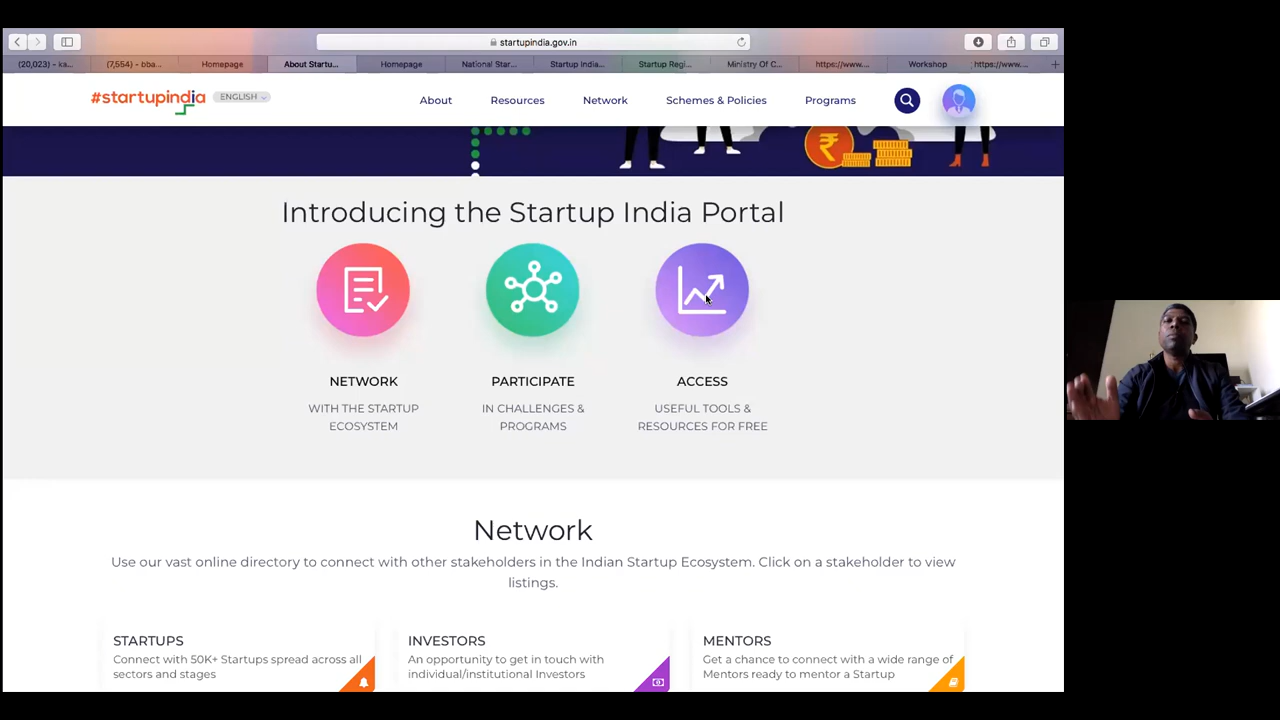 startupindia.gov.in
(20,023) - ka...
(7,554) - bba...
Homepage
About Startu...
Homepage
National Star...
Startup India...
Startup Regi...
Ministry Of C...
https://www....
Workshop
https://www....
#startupindia
ENGLISH
About
Resources
Network
Schemes & Policies
Programs
Introducing the Startup India Portal
NETWORK
WITH THE STARTUP
ECOSYSTEM
PARTICIPATE
IN CHALLENGES &
PROGRAMS
ACCESS
USEFUL TOOLS &
RESOURCES FOR FREE
Network
Use our vast online directory to connect with other stakeholders in the Indian Startup Ecosystem. Click on a stakeholder to view
listings.
STARTUPS
Connect with 50K+ Startups spread across all
sectors and stages
INVESTORS
An opportunity to get in touch with
individual/institutional Investors
MENTORS
Get a chance to connect with a wide range of
Mentors ready to mentor a Startup